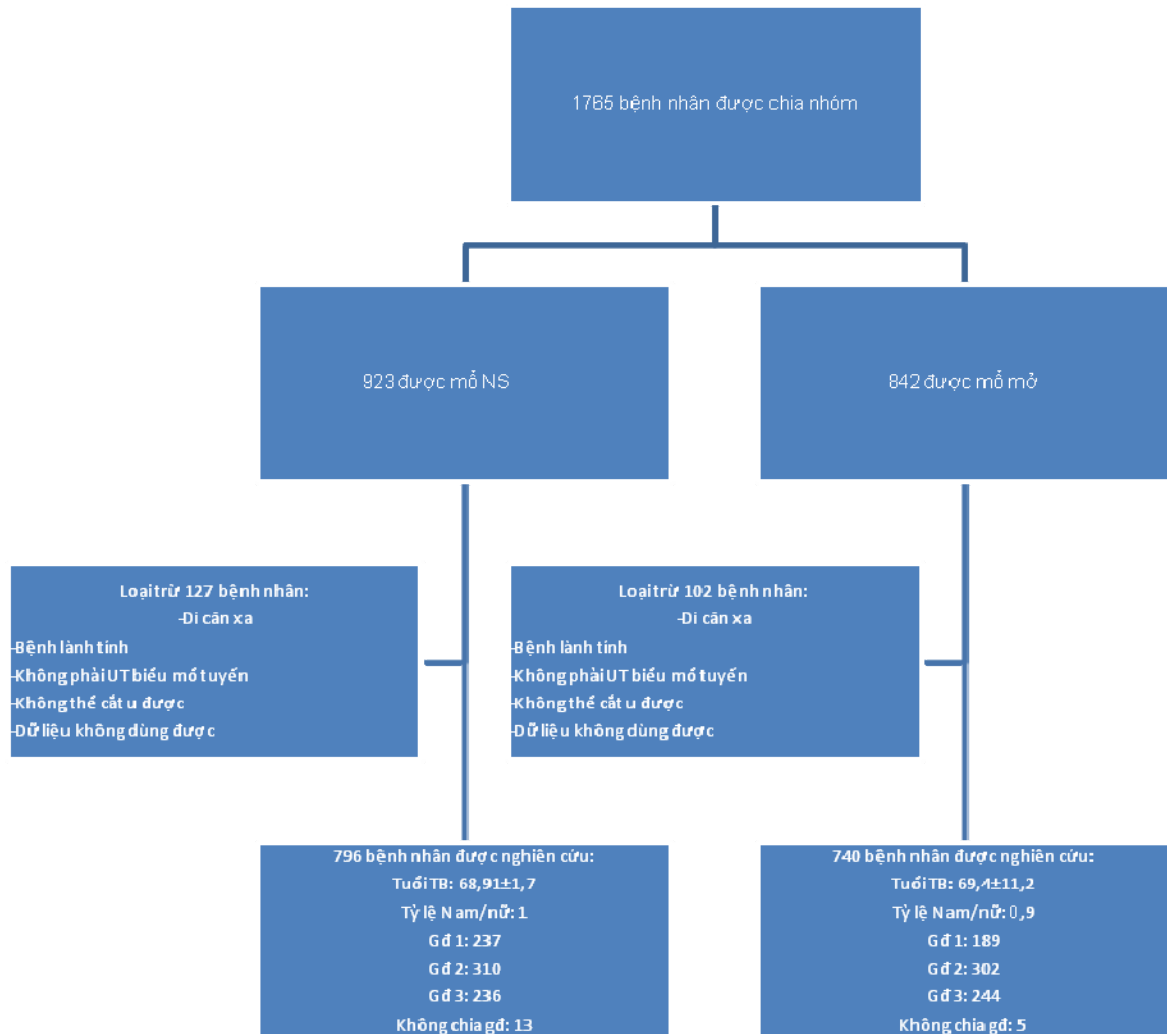 1765 bệnh nhân được chia nhóm
923 được mổ NS
842 được mổ mở
Loại trừ 127 bệnh nhân:
-Di căn xa
-Bệnh lành tính
-Không phải UT biểu mô tuyến
-Không thể cắt u được
-Dữ liệu không dùng được
Loại trừ 102 bệnh nhân:
-Di căn xa
-Bệnh lành tính
-Không phải UT biểu mô tuyến
-Không thể cắt u được
-Dữ liệu không dùng được
796 bệnh nhân được nghiên cứu:
Tuổi TB: 68,91±1,7
Tỷ lệ Nam/nữ: 1
Gđ 1: 237
Gđ 2: 310
Gđ 3: 236
Không chia gđ: 13
740 bệnh nhân được nghiên cứu:
Tuổi TB: 69,4±11,2
Tỷ lệ Nam/nữ: 0,9
Gđ 1: 189
Gđ 2: 302
Gđ 3: 244
Không chia gđ: 5